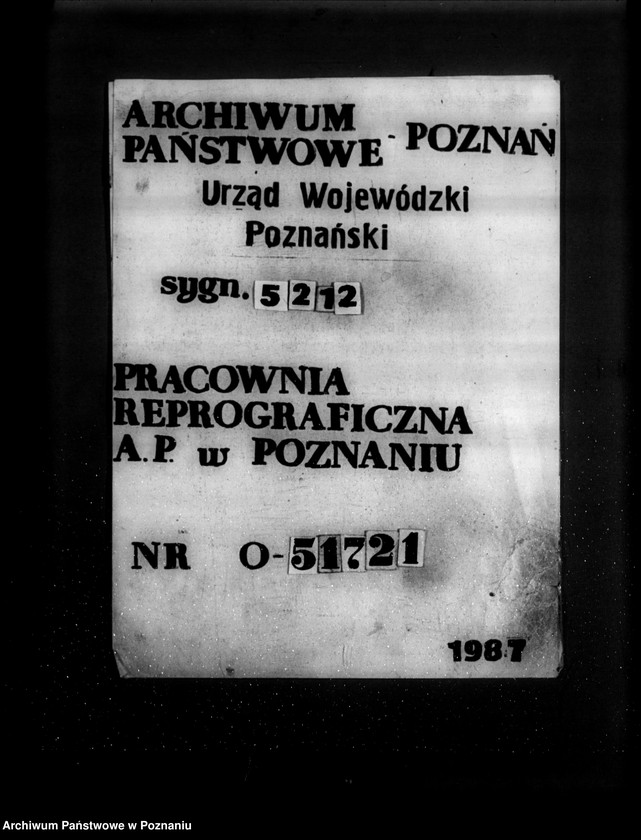 ARCHIWUM
PAŃSTWOWE - POZNAŃ
Urząd Wojewódzki
Poznański
sygn. 5212
PRACOWNIA
REPROGRAFICZNA
A.P. w POZNANIU
NR O-51721
1987
Archiwum Państwowe w Poznaniu